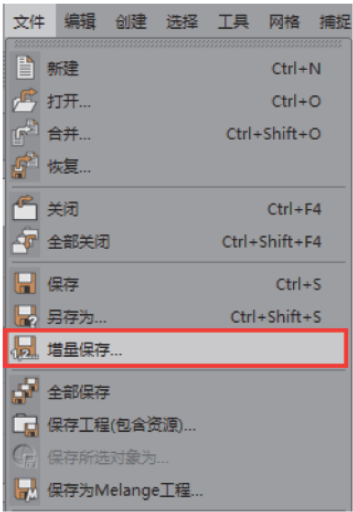 文件 编辑 创建 选择 工具 网格 捕捉
新建 Ctrl+N
打开... Ctrl+O
合并... Ctrl+Shift+O
恢复...
关闭 Ctrl+F4
全部关闭 Ctrl+Shift+F4
保存 Ctrl+S
另存为... Ctrl+Shift+S
增量保存...
全部保存
保存工程(包含资源)...
保存所选对象为...
保存为Melange工程...